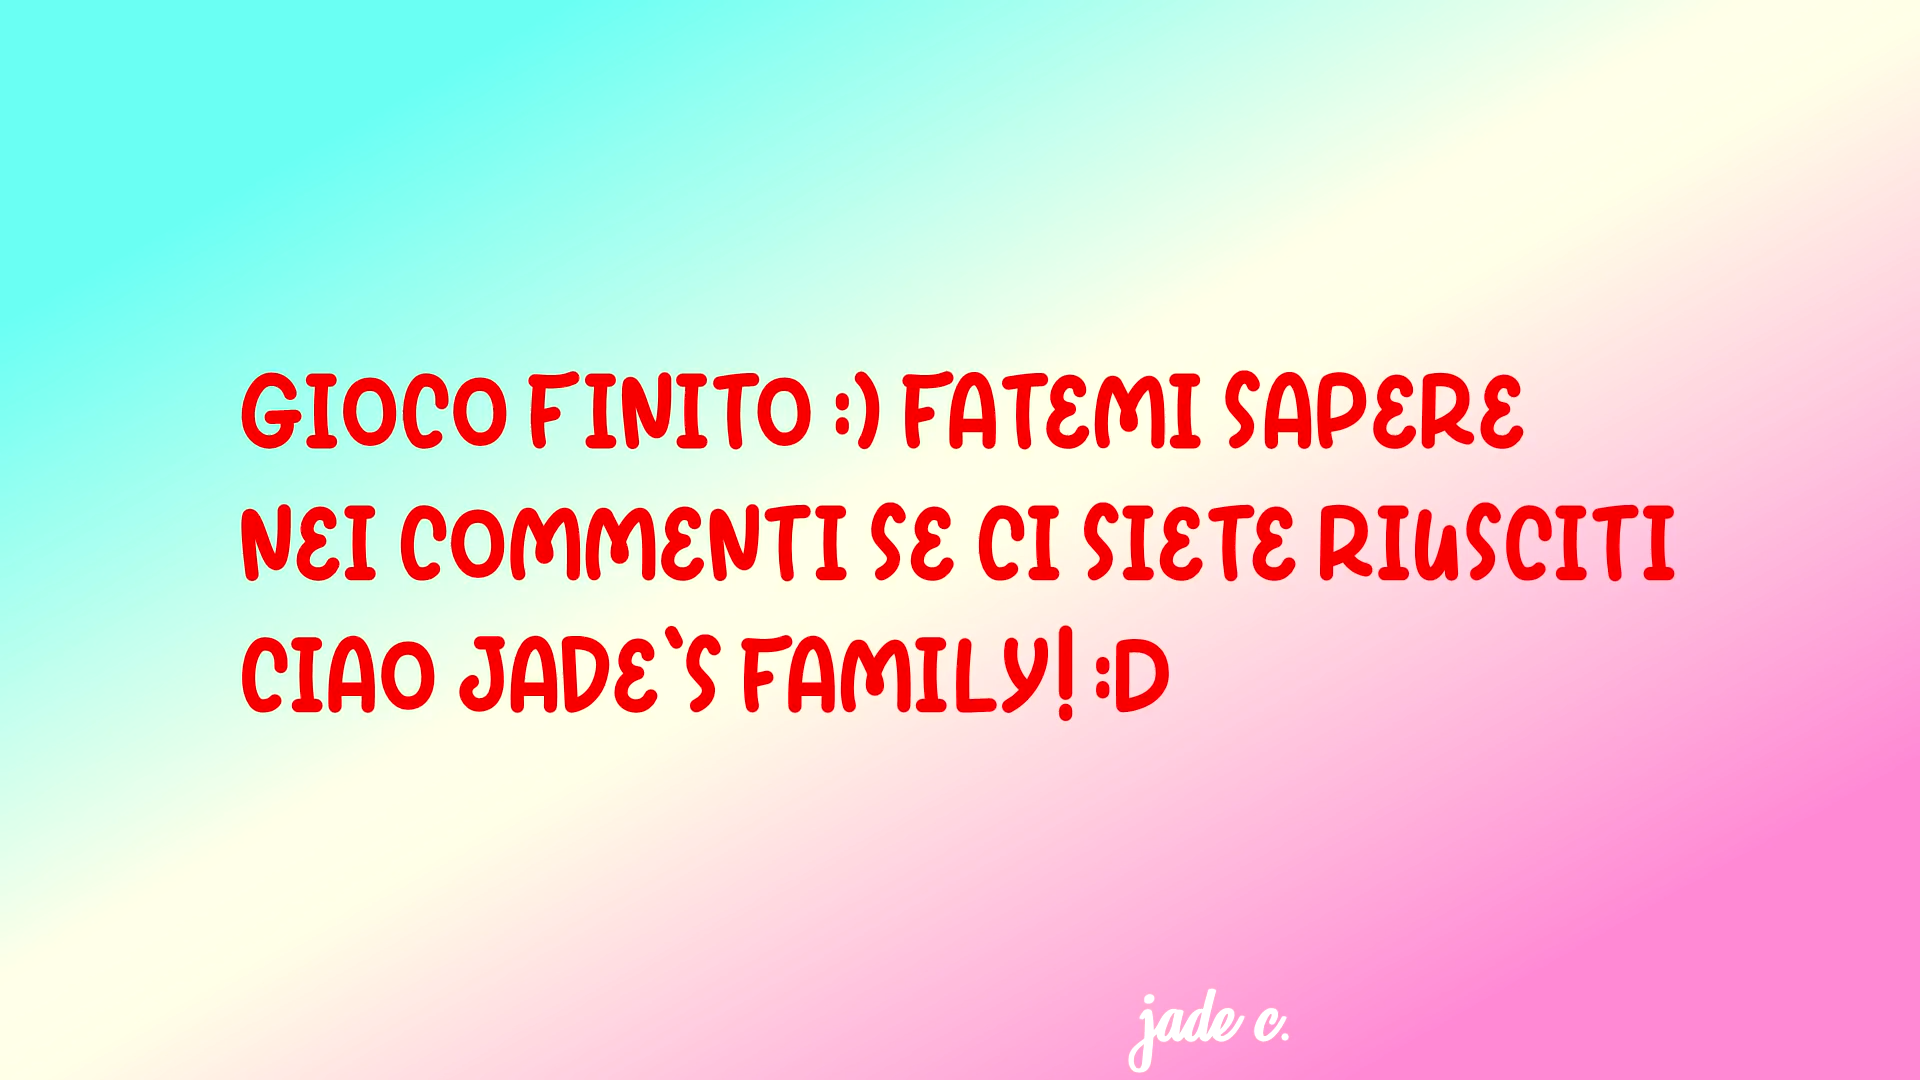 GIOCO FINITO :) FATEMI SAPERE
NEI COMMENTI SE CI SIETE RIUSCITI
CIAO JADE`S FAMILY! :D
jade c.